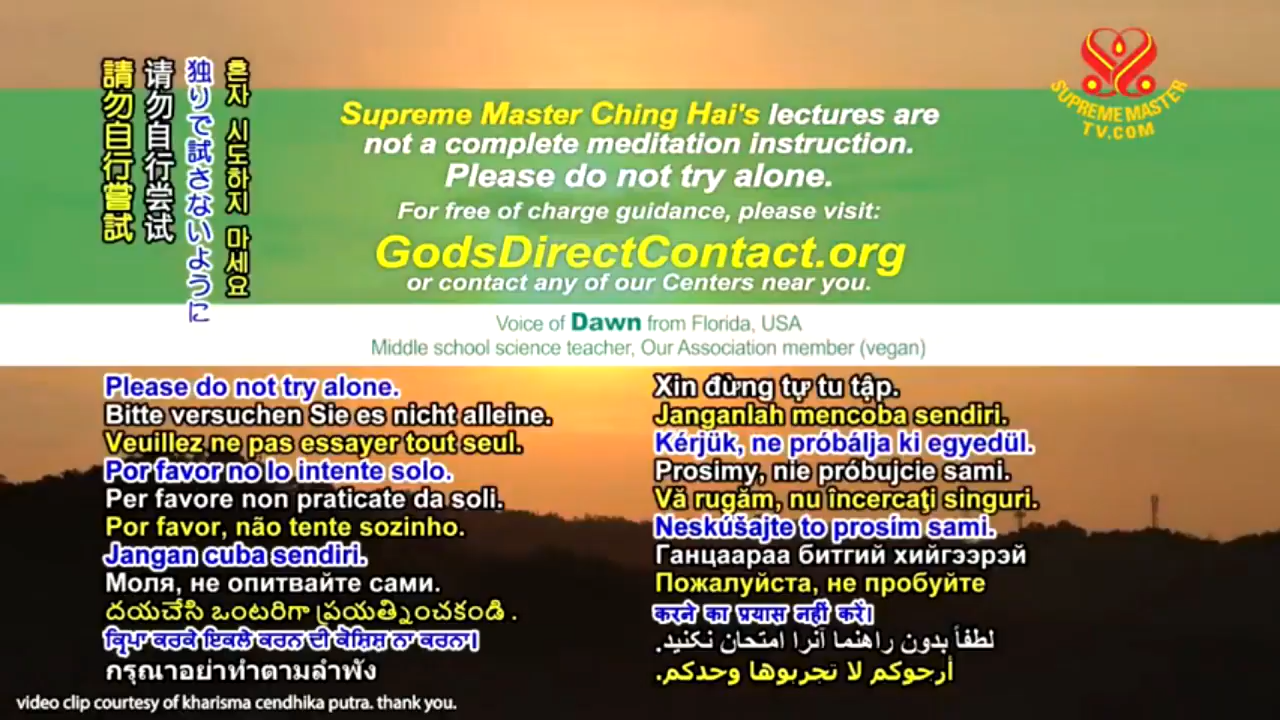 請勿自行嘗試
请勿自行尝试
独りで試さないように
혼자 시도하지 마세요
Supreme Master Ching Hai's lectures are
not a complete meditation instruction.
Please do not try alone.
For free of charge guidance, please visit:
GodsDirectContact.org
or contact any of our Centers near you.
SUPREME MASTER
TV.COM
Voice of Dawn from Florida, USA
Middle school science teacher, Our Association member (vegan)
Please do not try alone.
Bitte versuchen Sie es nicht alleine.
Veuillez ne pas essayer tout seul.
Por favor no lo intente solo.
Per favore non praticate da soli.
Por favor, não tente sozinho.
Jangan cuba sendiri.
Моля, не опитвайте сами.
దయచేసి ఒంటరిగా ప్రయత్నించకండి .
ਕ੍ਰਿਪਾ ਕਰਕੇ ਇਕਲੇ ਕਰਨ ਦੀ ਕੋਸ਼ਿਸ਼ ਨਾ ਕਰਨਾ।
กรุณาอย่าทำตามลำพัง
Xin đừng tự tu tập.
Janganlah mencoba sendiri.
Kérjük, ne próbálja ki egyedül.
Prosimy, nie próbujcie sami.
Vă rugăm, nu încercaţi singuri.
Neskúšajte to prosím sami.
Ганцаараа битгий хийгээрэй
Пожалуйста, не пробуйте
करने का प्रयास नहीं करें।
لطفاً بدون راهنما آنرا امتحان نکنید.
أرجوكم لا تجربوها وحدكم.
video clip courtesy of kharisma cendhika putra. thank you.